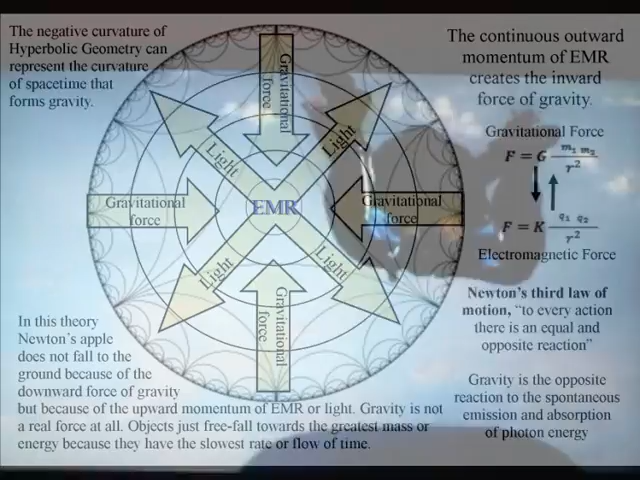 The negative curvature of
Hyperbolic Geometry can
represent the curvature
of spacetime that
forms gravity.
The continuous outward
momentum of EMR
creates the inward
force of gravity.
Gravitational Force
F = G m₁ m₂ / r²
F = K q₁ q₂ / r²
Electromagnetic Force
Gravitational force
Light
Light
Gravitational
force
EMR
Gravitational
force
Light
Light
Gravitational
force
Newton's third law of
motion, "to every action
there is an equal and
opposite reaction"
Gravity is the opposite
reaction to the spontaneous
emission and absorption
of photon energy
In this theory
Newton's apple
does not fall to the
ground because of the
downward force of gravity
but because of the upward momentum of EMR or light. Gravity is not
a real force at all. Objects just free-fall towards the greatest mass or
energy because they have the slowest rate or flow of time.